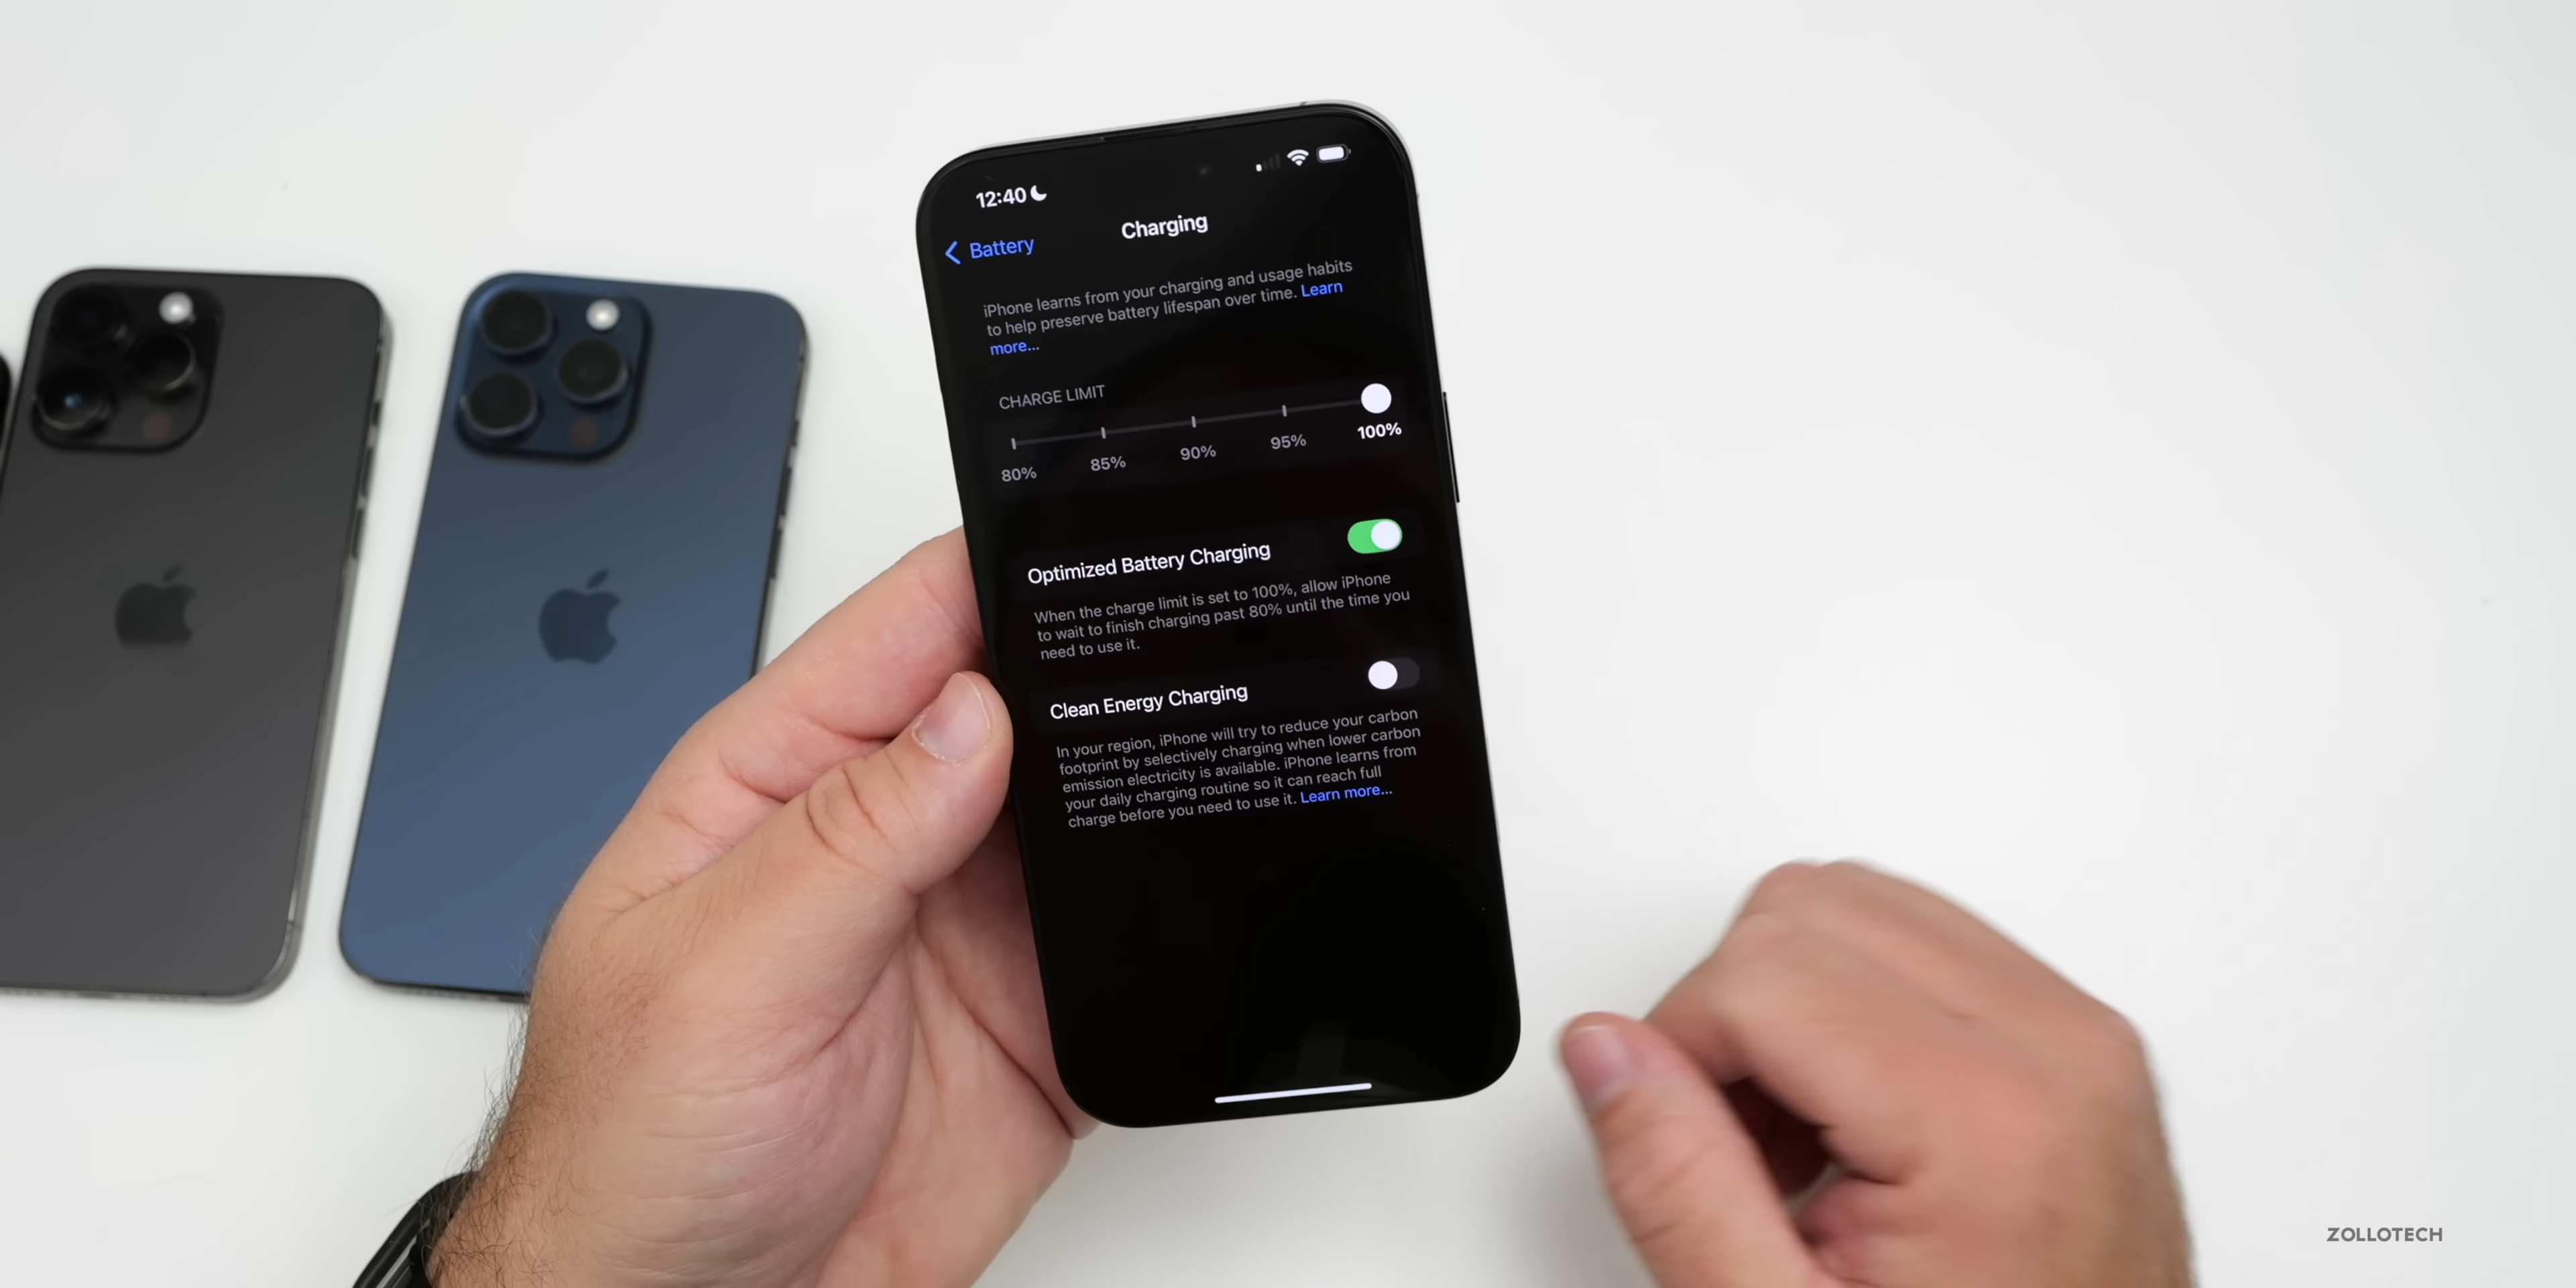 12:40
Battery
Charging
iPhone learns from your charging and usage habits
to help preserve battery lifespan over time. Learn
more...
CHARGE LIMIT
80%
85%
90%
95%
100%
Optimized Battery Charging
When the charge limit is set to 100%, allow iPhone
to wait to finish charging past 80% until the time you
need to use it.
Clean Energy Charging
In your region, iPhone will try to reduce your carbon
footprint by selectively charging when lower carbon
emission electricity is available. iPhone learns from
your daily charging routine so it can reach full
charge before you need to use it. Learn more...
ZOLLOTECH